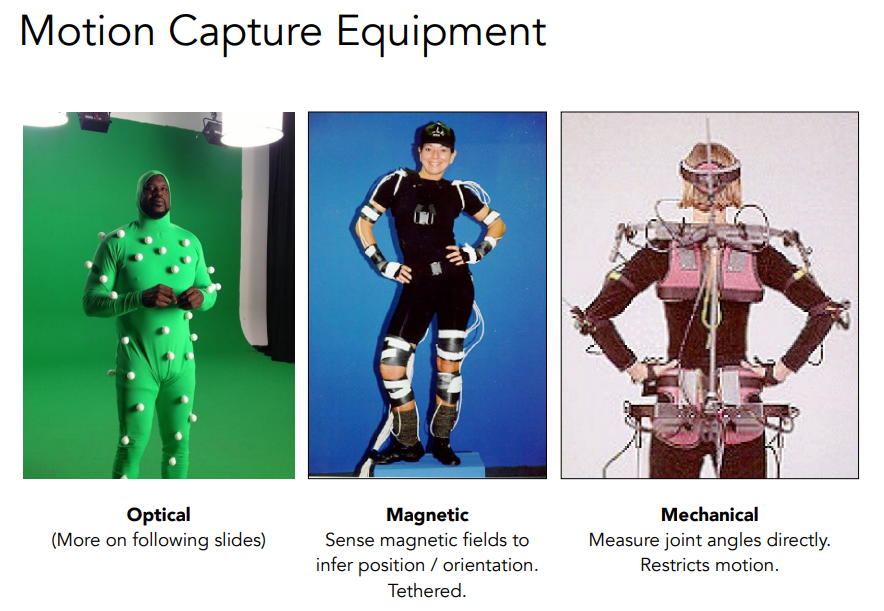 Motion Capture Equipment
Optical
(More on following slides)
Magnetic
Sense magnetic fields to
infer position / orientation.
Tethered.
Mechanical
Measure joint angles directly.
Restricts motion.